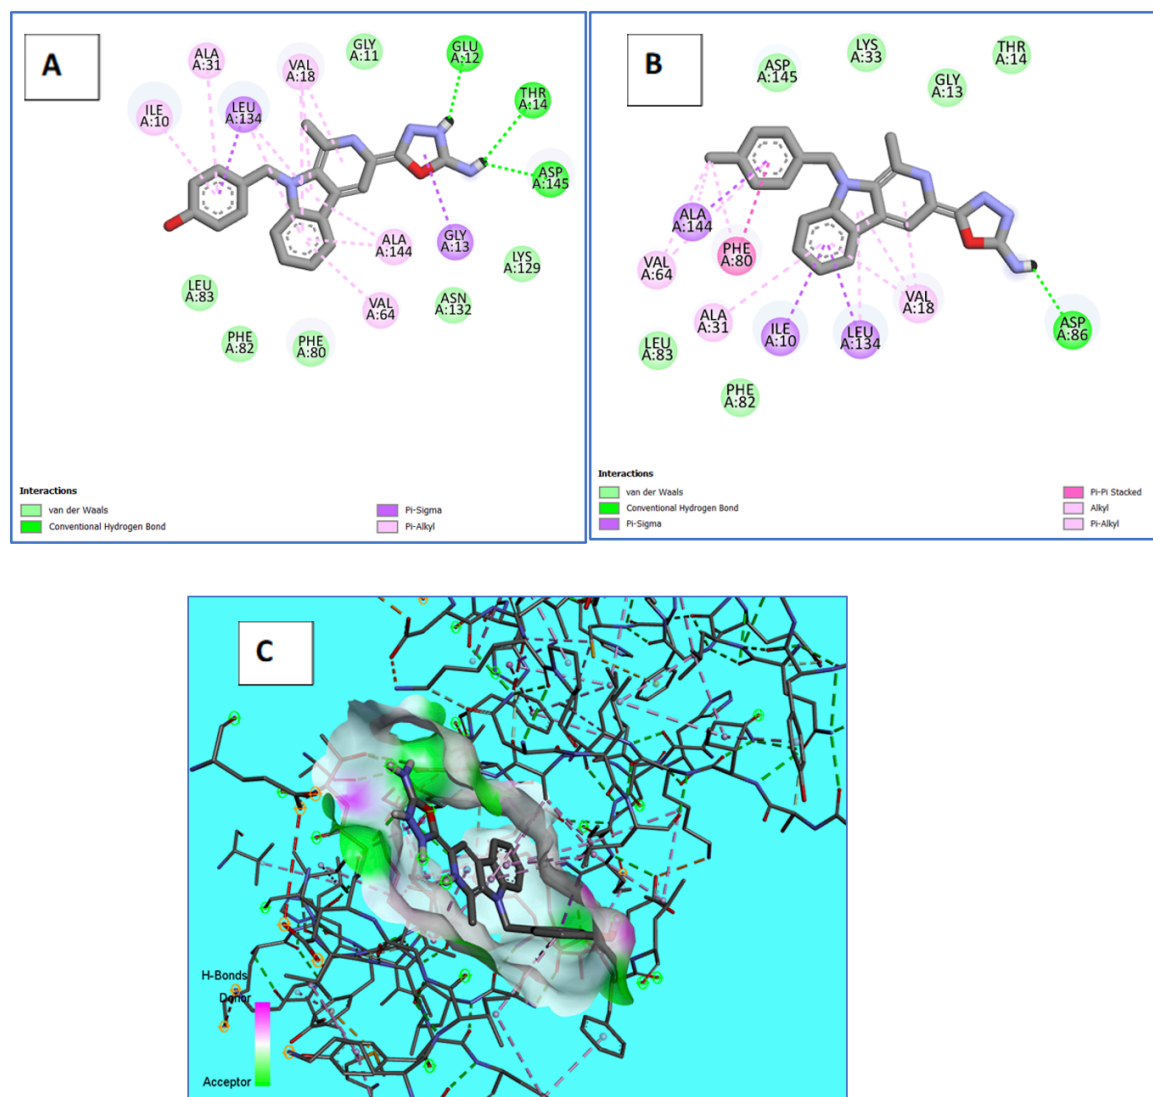 A
ALA
A:31
VAL
A:18
GLY
A:11
GLU
A:12
THR
A:14
ILE
A:10
LEU
A:134
ASP
A:145
ALA
A:144
GLY
A:13
LYS
A:129
LEU
A:83
VAL
A:64
ASN
A:132
PHE
A:82
PHE
A:80
Interactions
van der Waals
Conventional Hydrogen Bond
Pi-Sigma
Pi-Alkyl
B
ASP
A:145
LYS
A:33
GLY
A:13
THR
A:14
ALA
A:144
VAL
A:64
PHE
A:80
ALA
A:31
ILE
A:10
LEU
A:134
VAL
A:18
ASP
A:86
LEU
A:83
PHE
A:82
Interactions
van der Waals
Conventional Hydrogen Bond
Pi-Sigma
Pi-Pi Stacked
Alkyl
Pi-Alkyl
C
H-Bonds
Donor
Acceptor